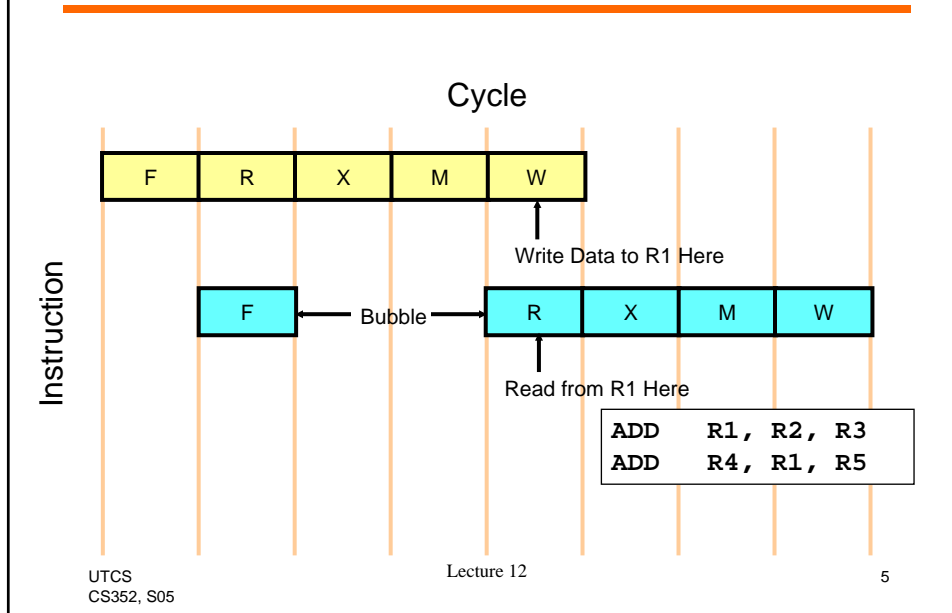 Cycle
F R X M W
Write Data to R1 Here
Instruction
F Bubble R X M W
Read from R1 Here
ADD R1, R2, R3
ADD R4, R1, R5
UTCS
CS352, S05
Lecture 12
5